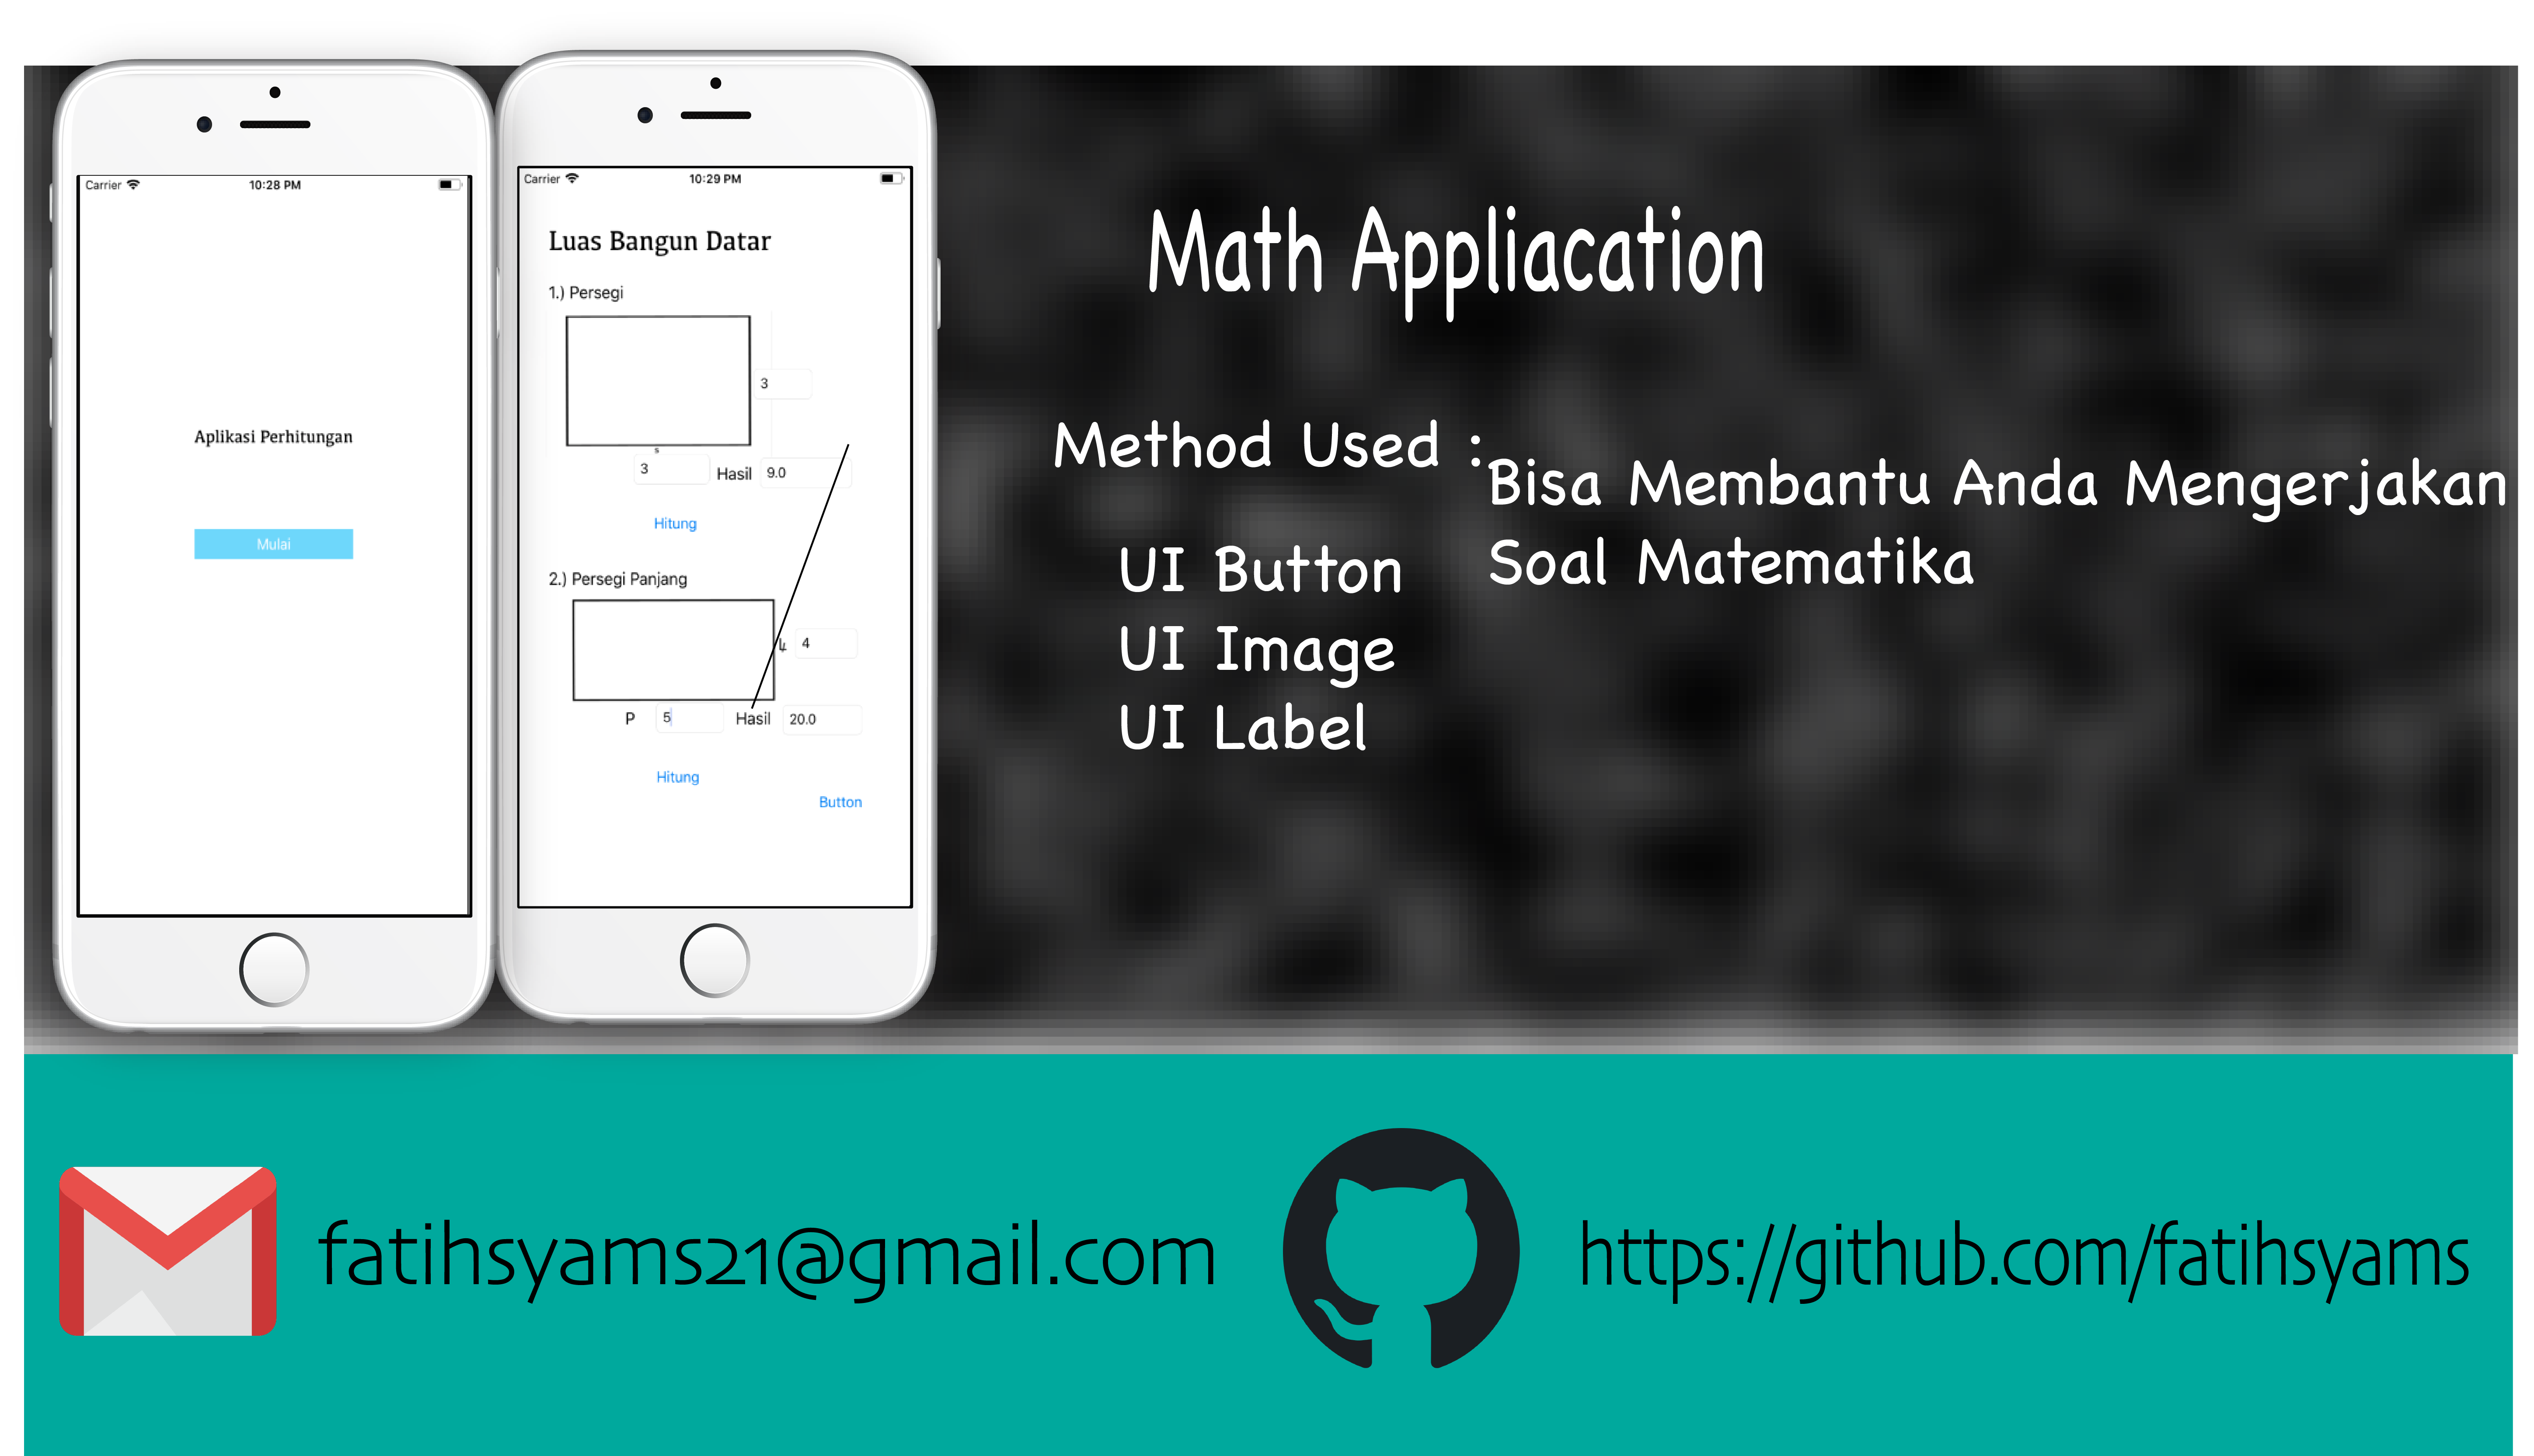 Carrier 10:28 PM
Aplikasi Perhitungan
Mulai
Carrier 10:29 PM
Luas Bangun Datar
1.) Persegi
3
s
3 Hasil 9.0
Hitung
2.) Persegi Panjang
4
P 5 Hasil 20.0
Hitung
Button
Math Appliacation
Method Used :
UI Button
UI Image
UI Label
Bisa Membantu Anda Mengerjakan
Soal Matematika
fatihsyams21@gmail.com
https://github.com/fatihsyams